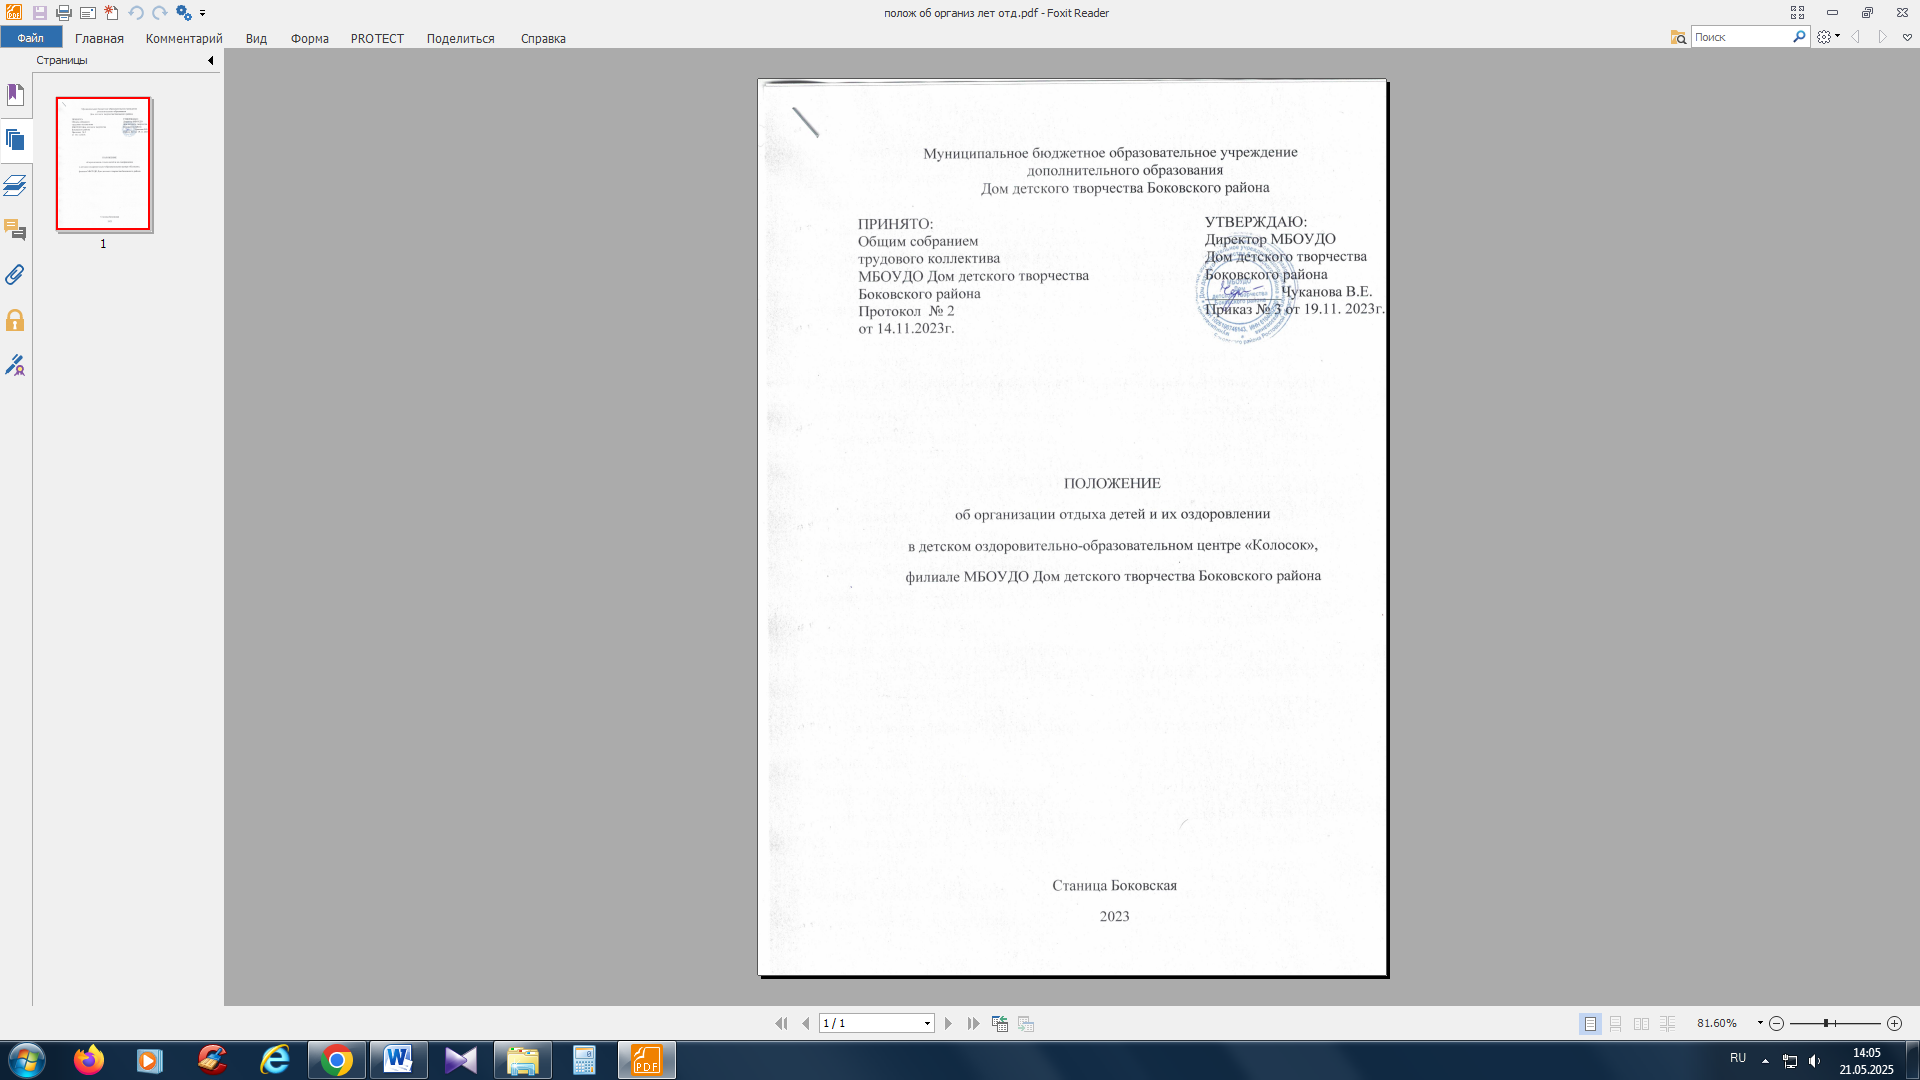 полож об организ лет отд.pdf - Foxit Reader
Файл Главная Комментарий Вид Форма PROTECT Поделиться Справка Поиск
Страницы
1
Муниципальное бюджетное образовательное учреждение
дополнительного образования
Дом детского творчества Боковского района
ПРИНЯТО:
Общим собранием
трудового коллектива
МБОУДО Дом детского творчества
Боковского района
Протокол № 2
от 14.11.2023г.
УТВЕРЖДАЮ:
Директор МБОУДО
Дом детского творчества
Боковского района
Чуканова В.Е.
Приказ № 3 от 19.11. 2023г.
ПОЛОЖЕНИЕ
об организации отдыха детей и их оздоровлении
в детском оздоровительно-образовательном центре «Колосок»,
филиале МБОУДО Дом детского творчества Боковского района
Станица Боковская
2023
1 / 1
81.60%
RU
14:05
21.05.2025